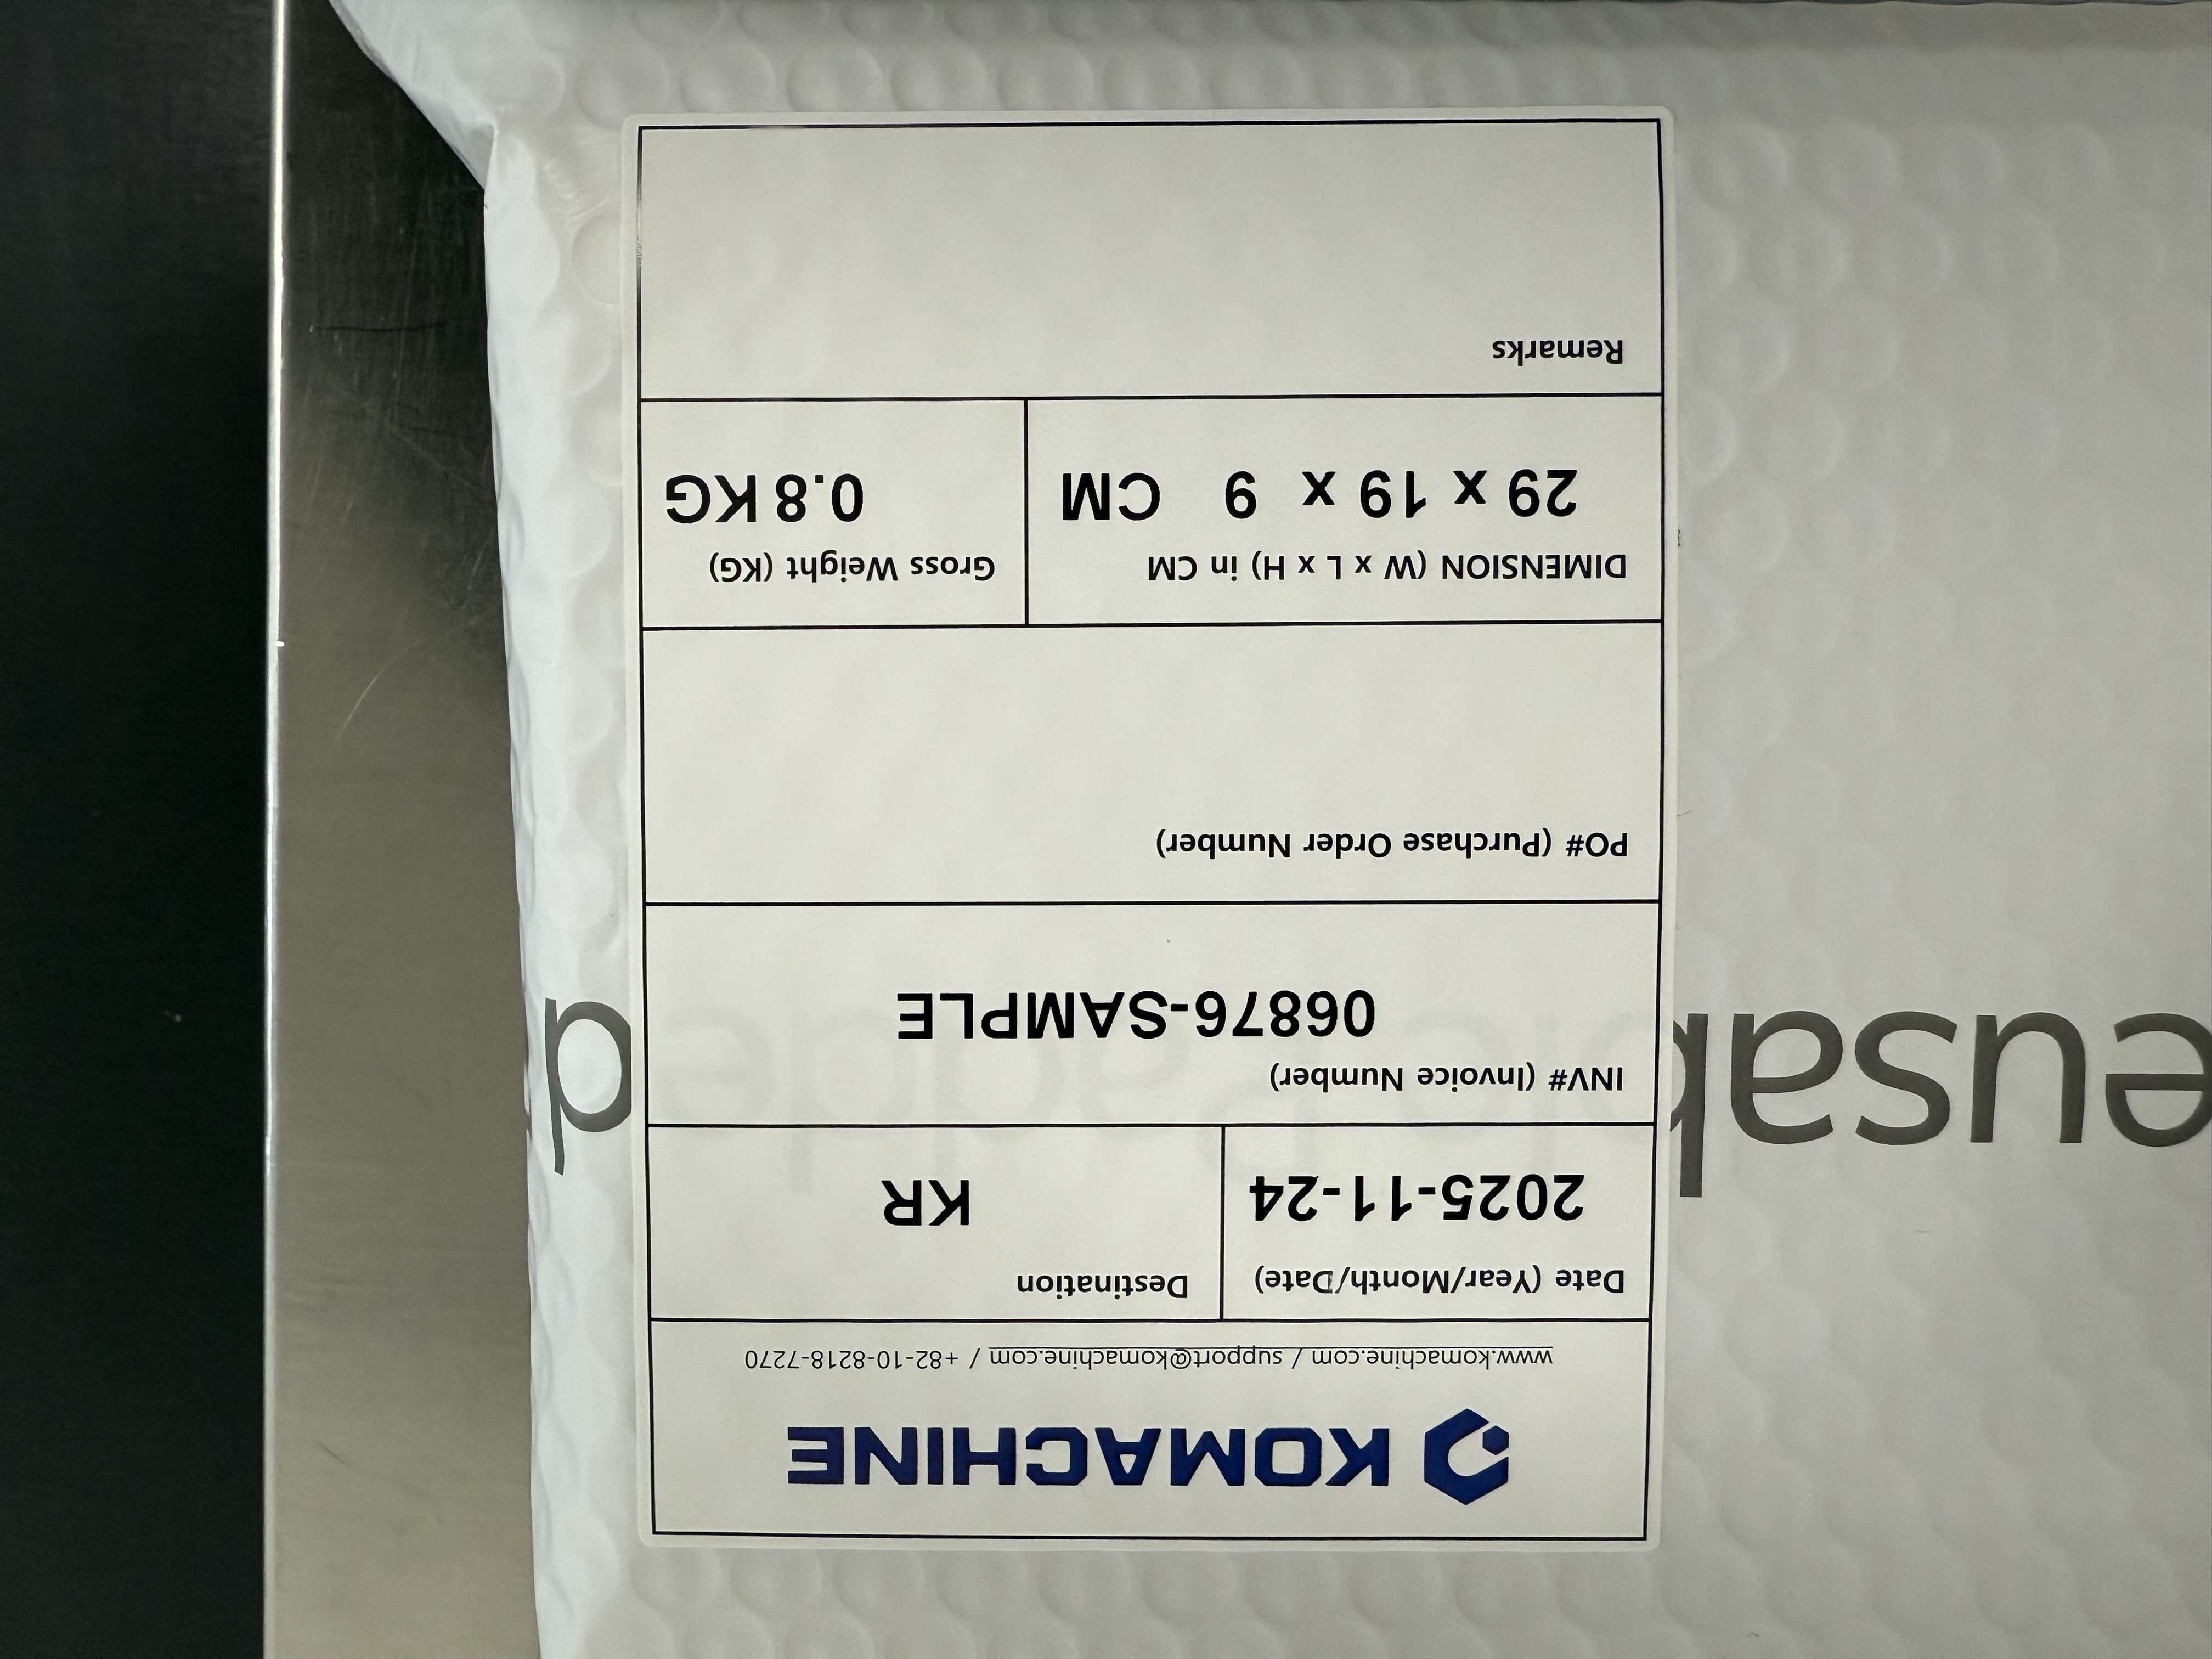 KOMACHINE
www.komachine.com / support@komachine.com / +82-10-8218-7270
Date (Year/Month/Date)
2025-11-24
Destination
KR
INV# (Invoice Number)
06876-SAMPLE
PO# (Purchase Order Number)
DIMENSION (W x L x H) in CM
29 x 19 x 9 CM
Gross Weight (KG)
0.8 KG
Remarks